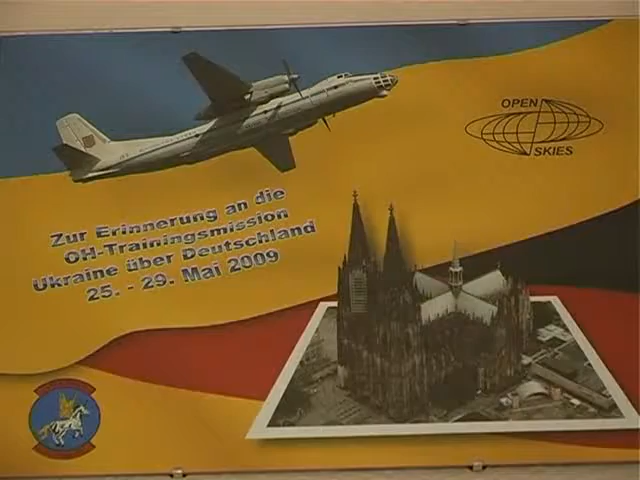 OPEN
SKIES
Zur Erinnerung an die
OH-Trainingsmission
Ukraine über Deutschland
25. - 29. Mai 2009